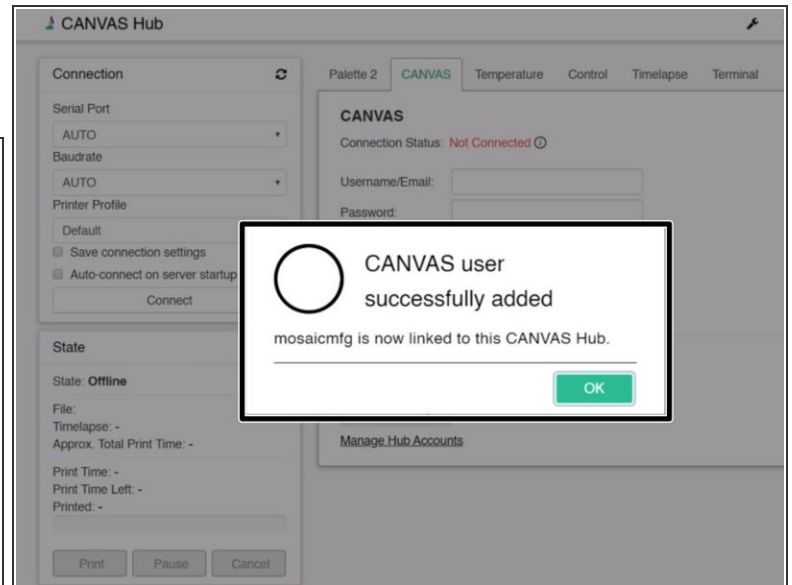 CANVAS Hub
Connection
Serial Port
AUTO
Baudrate
AUTO
Printer Profile
Default
Save connection settings
Auto-connect on server startup
Connect
State
State: Offline
File:
Timelapse: -
Approx. Total Print Time: -
Print Time: -
Print Time Left: -
Printed: -
Print Pause Cancel
Palette 2 CANVAS Temperature Control Timelapse Terminal
CANVAS
Connection Status: Not Connected
Username/Email:
Password:
CANVAS user
successfully added
mosaicmfg is now linked to this CANVAS Hub.
OK
Manage Hub Accounts